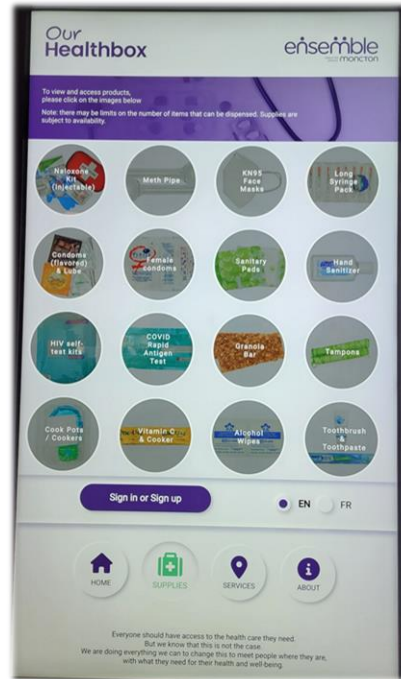 Our
Healthbox
ensemble
moncton
To view and access products,
please click on the images below
Note: there may be limits on the number of items that can be dispensed. Supplies are
subject to availability.
Naloxone
Kit
(Injectable)
Meth Pipe
KN95
Face
Masks
Long
Syringe
Pack
Condoms
(flavored)
& Lube
Female
condoms
Sanitary
Pads
Hand
Sanitizer
HIV self-
test kits
COVID
Rapid
Antigen
Test
Granola
Bar
Tampons
Cook Pots
/ Cookers
Vitamin C
& Cooker
Alcohol
Wipes
Toothbrush
&
Toothpaste
Sign in or Sign up
EN
FR
HOME
SUPPLIES
SERVICES
ABOUT
Everyone should have access to the health care they need.
But we know this is not the case.
We are doing everything we can to change this to meet people where they are,
with what they need for their health and well-being.